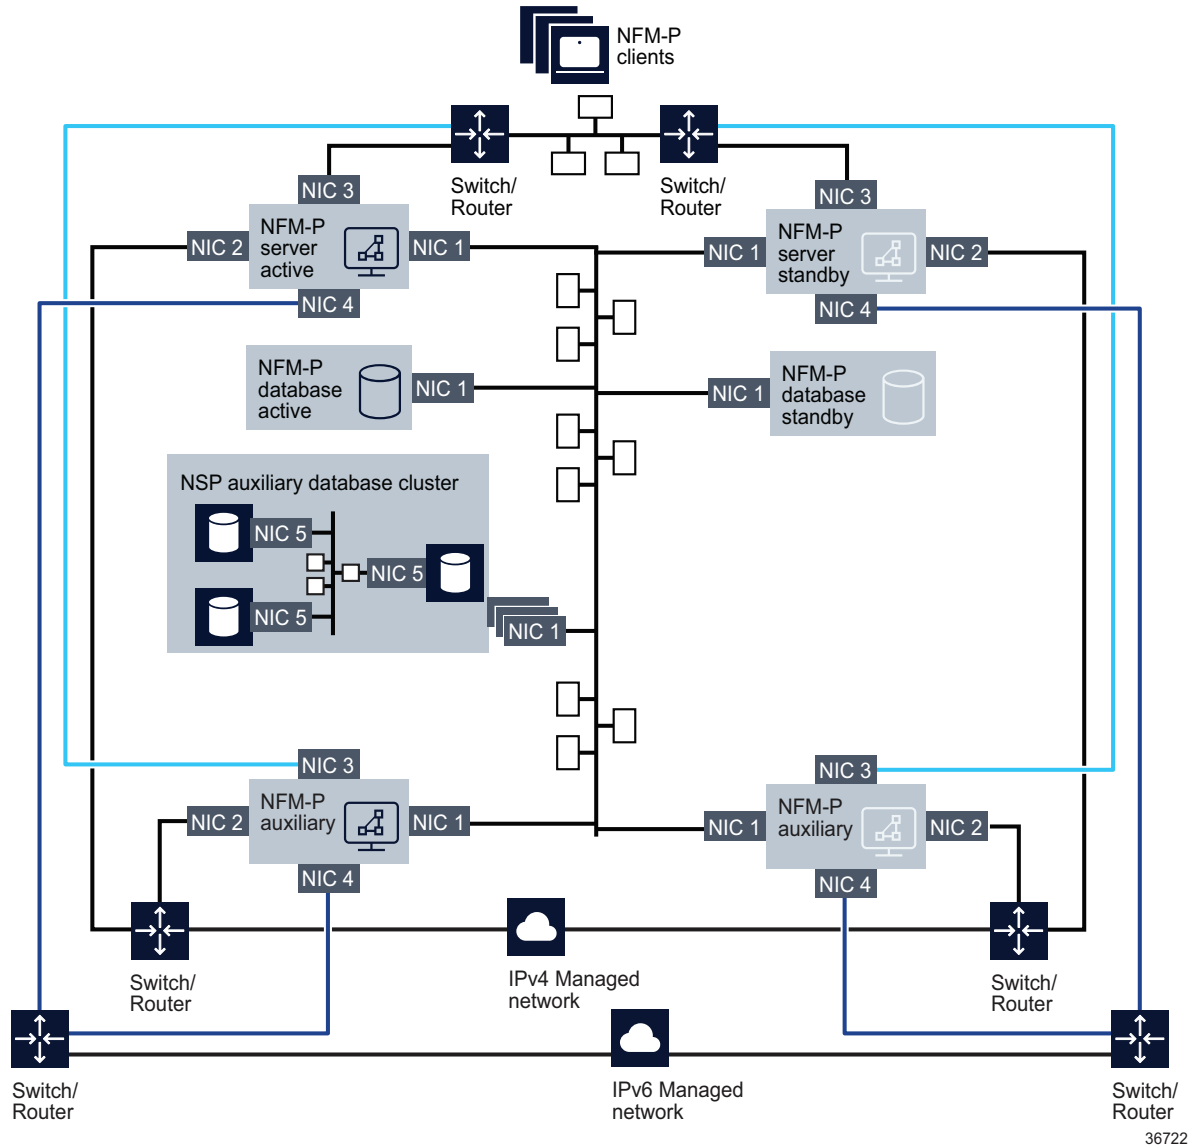 NFM-P
clients
Switch/
Router
Switch/
Router
NIC 3
NFM-P
server
active
NIC 2
NIC 1
NIC 4
NIC 3
NFM-P
server
standby
NIC 1
NIC 2
NIC 4
NFM-P
database
active
NIC 1
NIC 1
NFM-P
database
standby
NSP auxiliary database cluster
NIC 5
NIC 5
NIC 5
NIC 1
NIC 3
NFM-P
auxiliary
NIC 2
NIC 1
NIC 4
NIC 3
NFM-P
auxiliary
NIC 1
NIC 2
NIC 4
Switch/
Router
IPv4 Managed
network
Switch/
Router
Switch/
Router
IPv6 Managed
network
Switch/
Router
36722